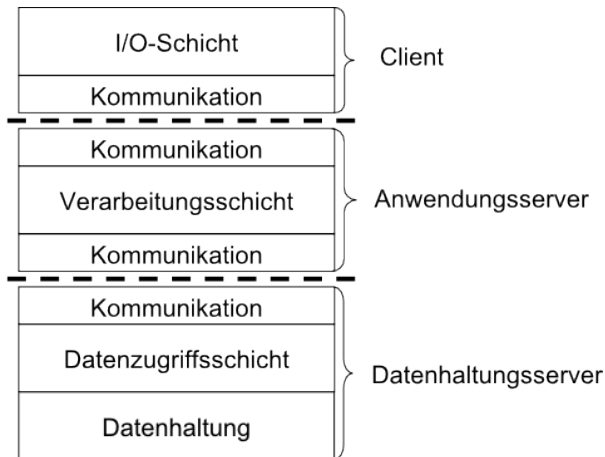 I/O-Schicht
Kommunikation
Client
Kommunikation
Verarbeitungsschicht
Kommunikation
Anwendungsserver
Kommunikation
Datenzugriffsschicht
Datenhaltung
Datenhaltungsserver